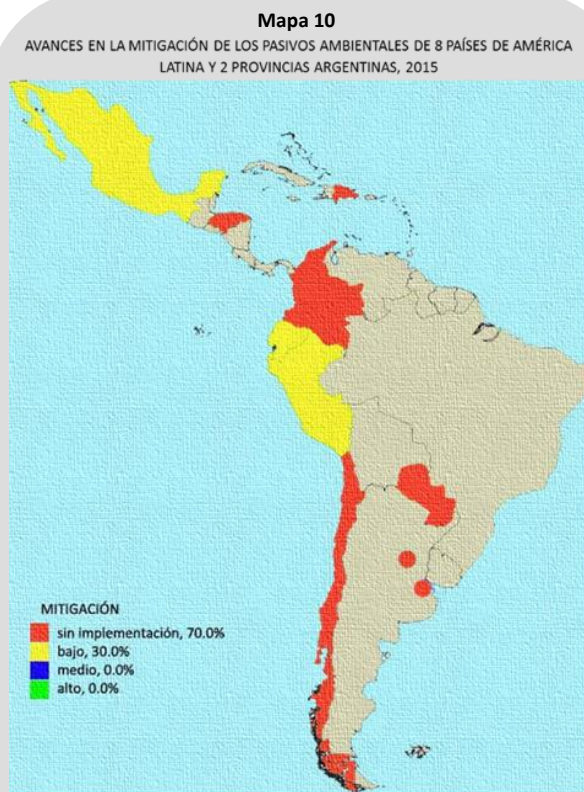 Mapa 10
AVANCES EN LA MITIGACIÓN DE LOS PASIVOS AMBIENTALES DE 8 PAÍSES DE AMÉRICA
LATINA Y 2 PROVINCIAS ARGENTINAS, 2015
MITIGACIÓN
sin implementación, 70.0%
bajo, 30.0%
medio, 0.0%
alto, 0.0%